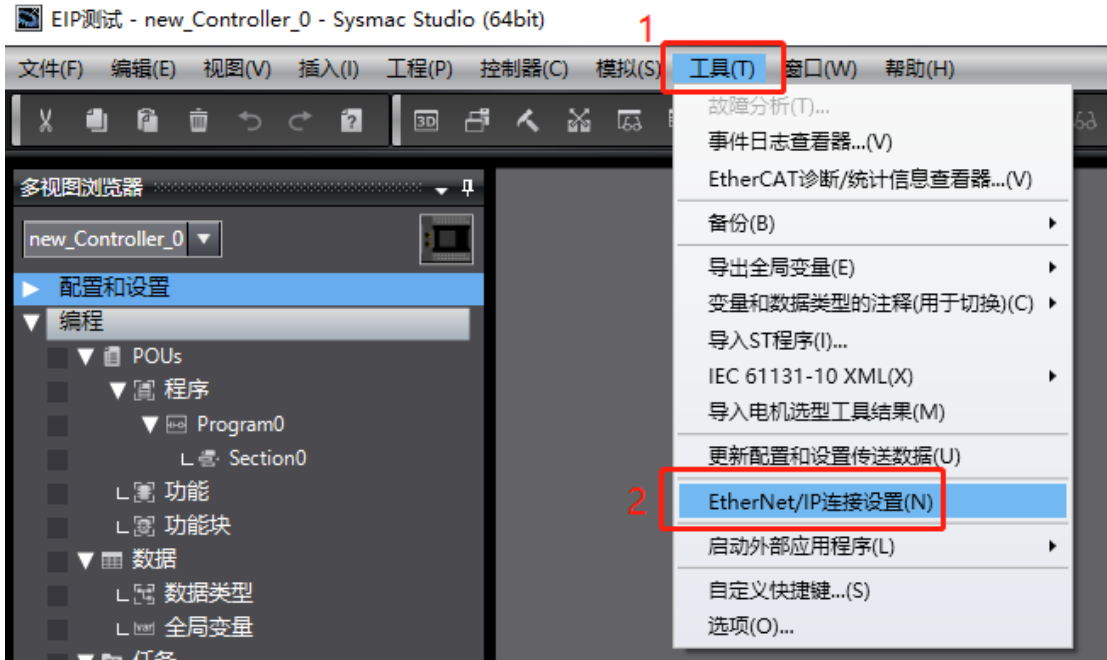 EIP测试 - new_Controller_0 - Sysmac Studio (64bit)
1
文件(F) 编辑(E) 视图(V) 插入(I) 工程(P) 控制器(C) 模拟(S) 工具(T) 窗口(W) 帮助(H)
3D
多视图浏览器
new_Controller_0
配置和设置
编程
POUs
程序
Program0
Section0
功能
功能块
数据
数据类型
var 全局变量
任务
故障分析(T)...
事件日志查看器...(V)
EtherCAT诊断/统计信息查看器...(V)
备份(B)
导出全局变量(E)
变量和数据类型的注释(用于切换)(C)
导入ST程序(I)...
IEC 61131-10 XML(X)
导入电机选型工具结果(M)
更新配置和设置传送数据(U)
2
EtherNet/IP连接设置(N)
启动外部应用程序(L)
自定义快捷键...(S)
选项(O)...